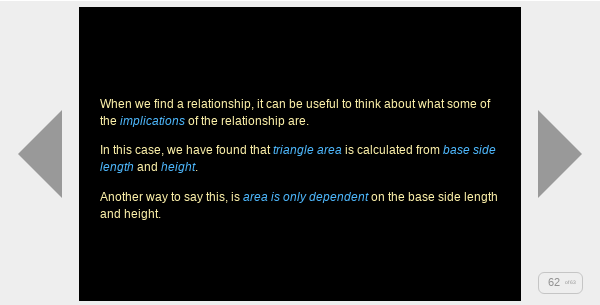 When we find a relationship, it can be useful to think about what some of
the implications of the relationship are.
In this case, we have found that triangle area is calculated from base side
length and height.
Another way to say this, is area is only dependent on the base side length
and height.
62